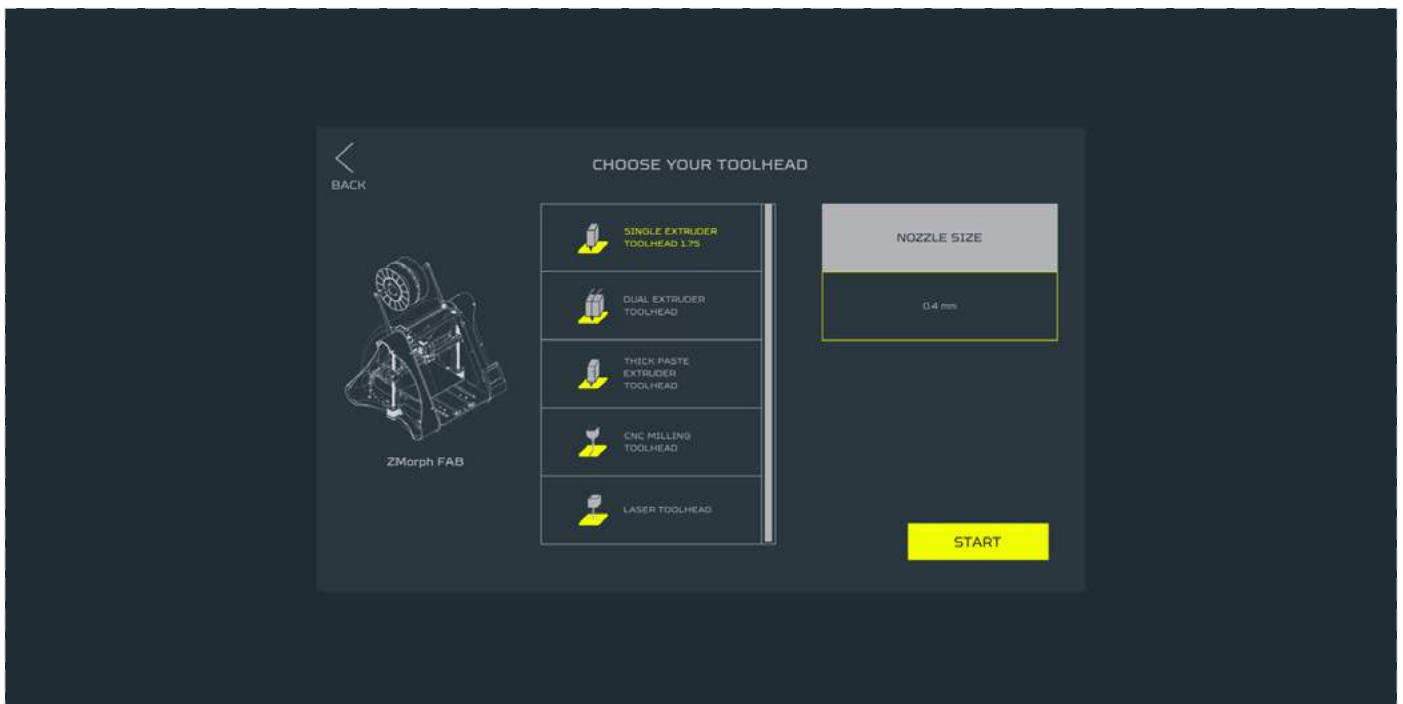 BACK
CHOOSE YOUR TOOLHEAD
ZMorph FAB
SINGLE EXTRUDER
TOOLHEAD 1.75
DUAL EXTRUDER
TOOLHEAD
THICK PASTE
EXTRUDER
TOOLHEAD
CNC MILLING
TOOLHEAD
LASER TOOLHEAD
NOZZLE SIZE
0.4 mm
START